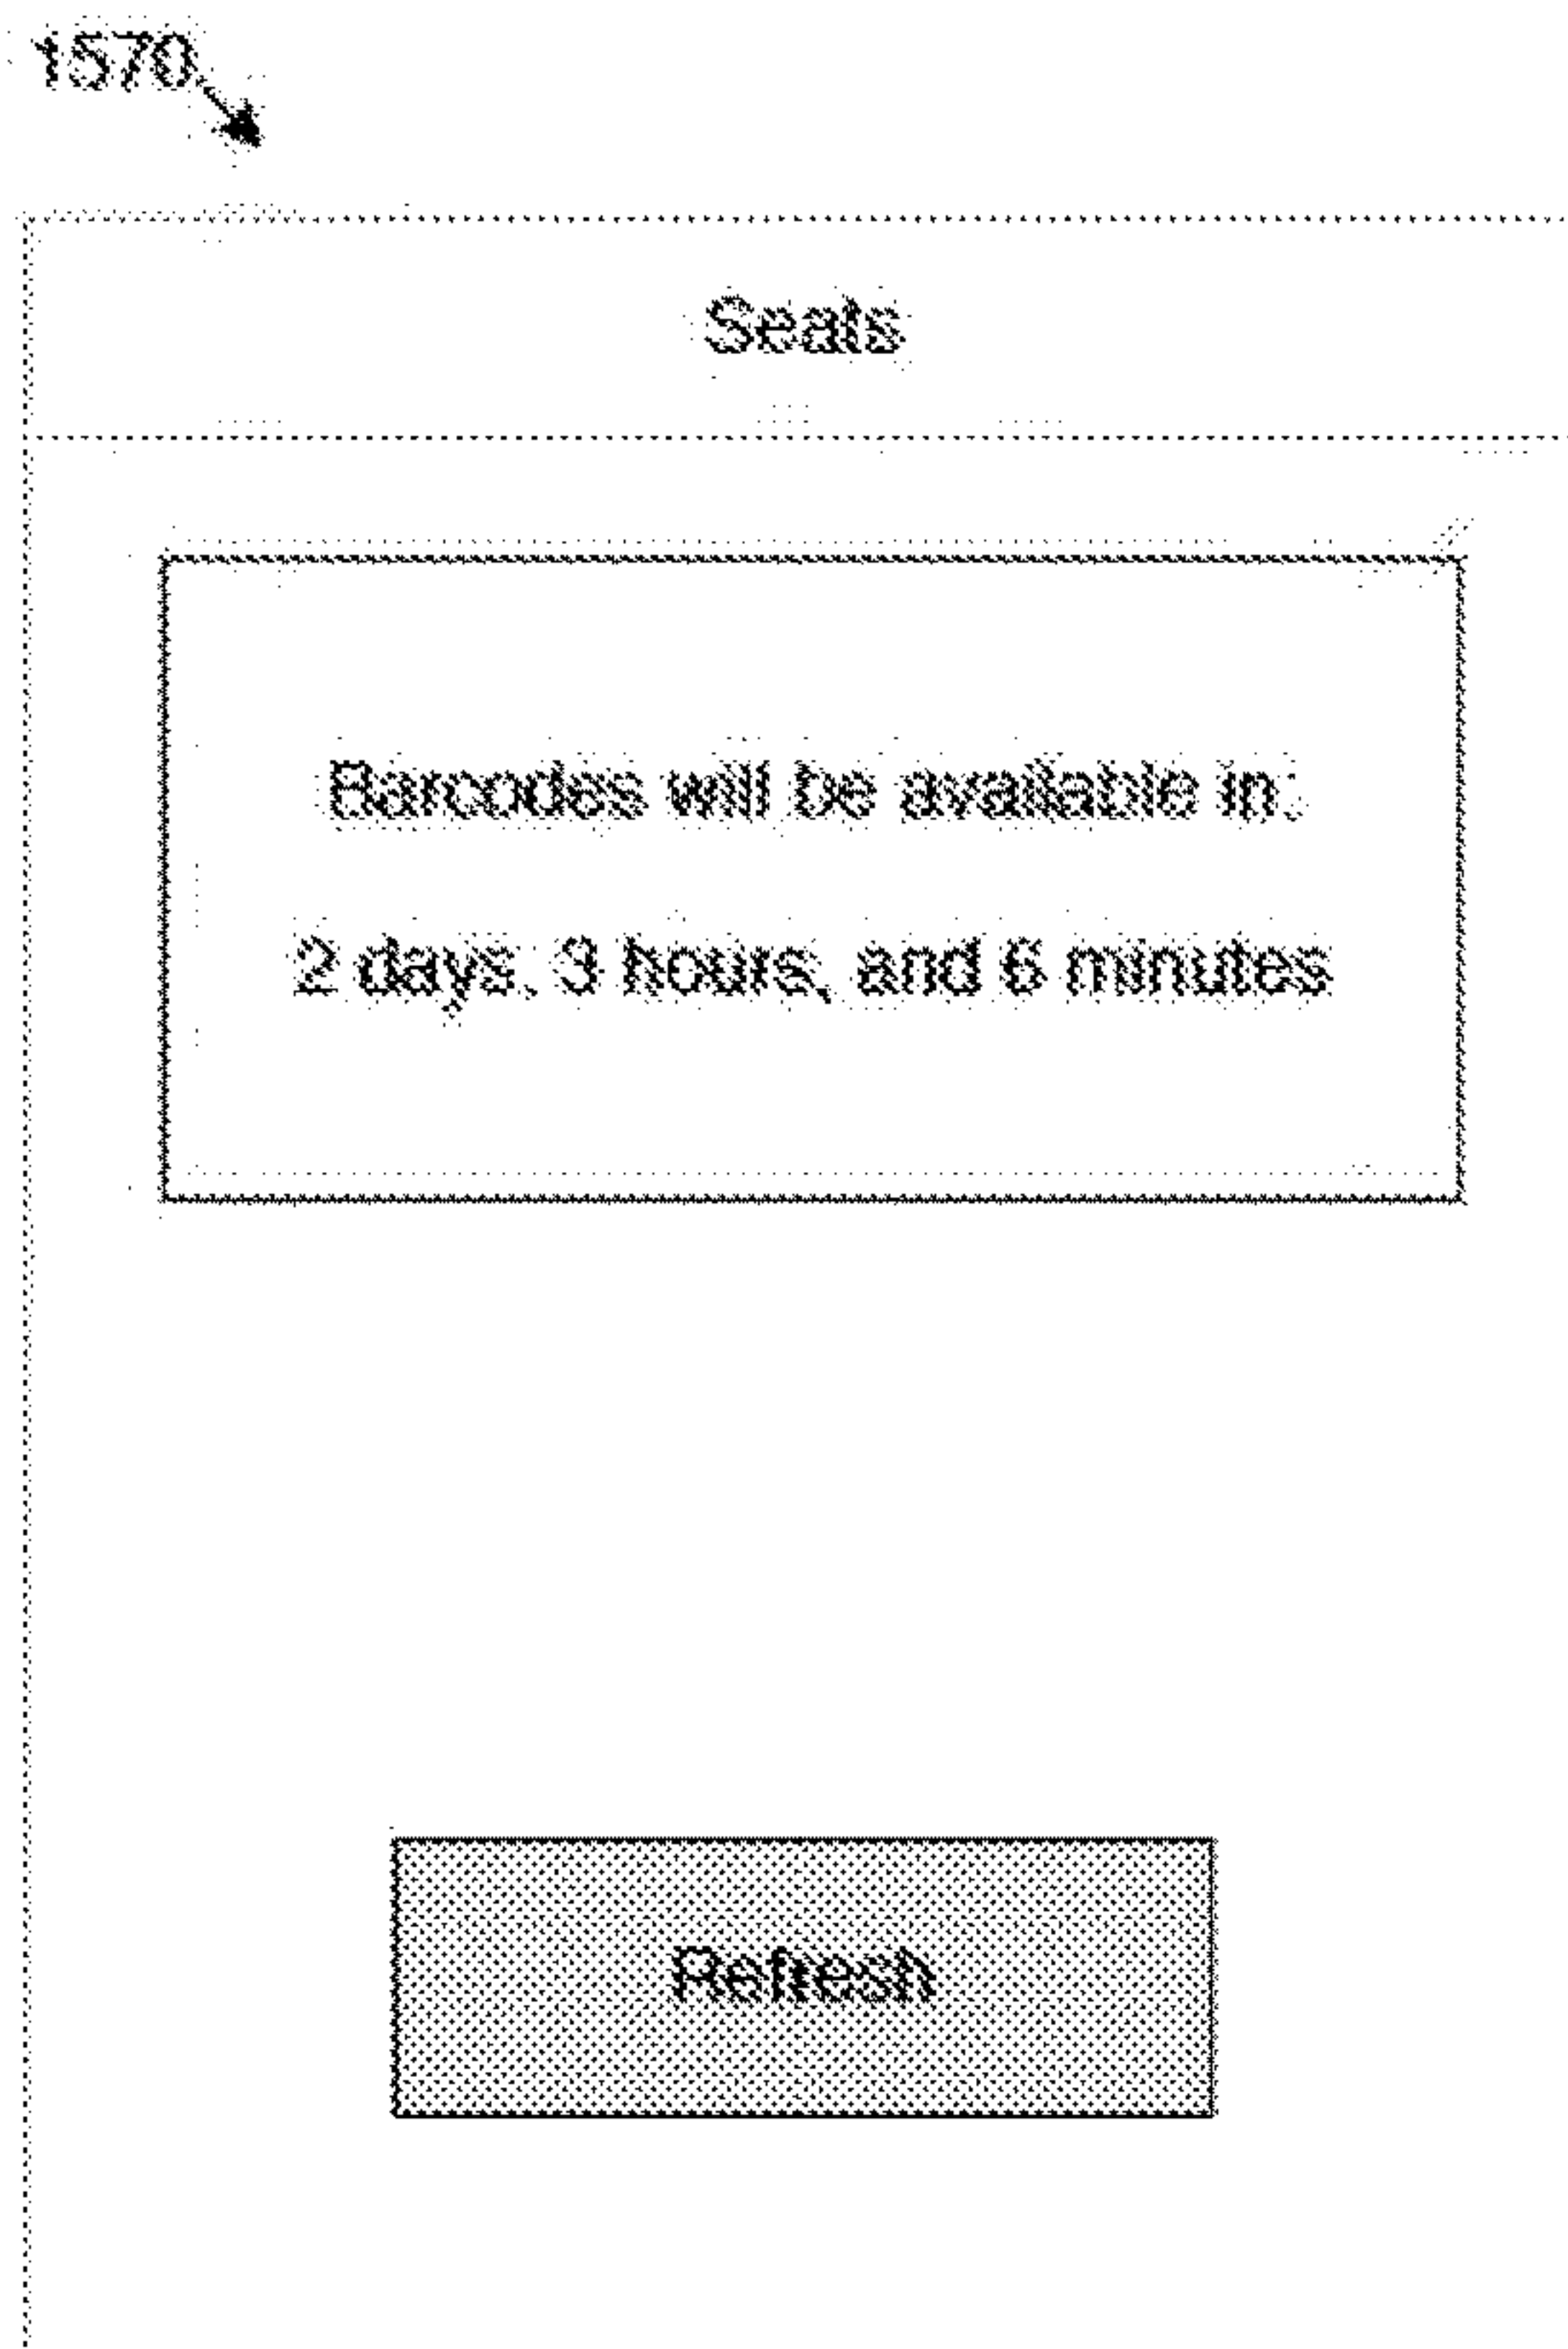 1570
Seats
Barcodes will be available in:
2 days, 3 hours, and 6 minutes
Refresh